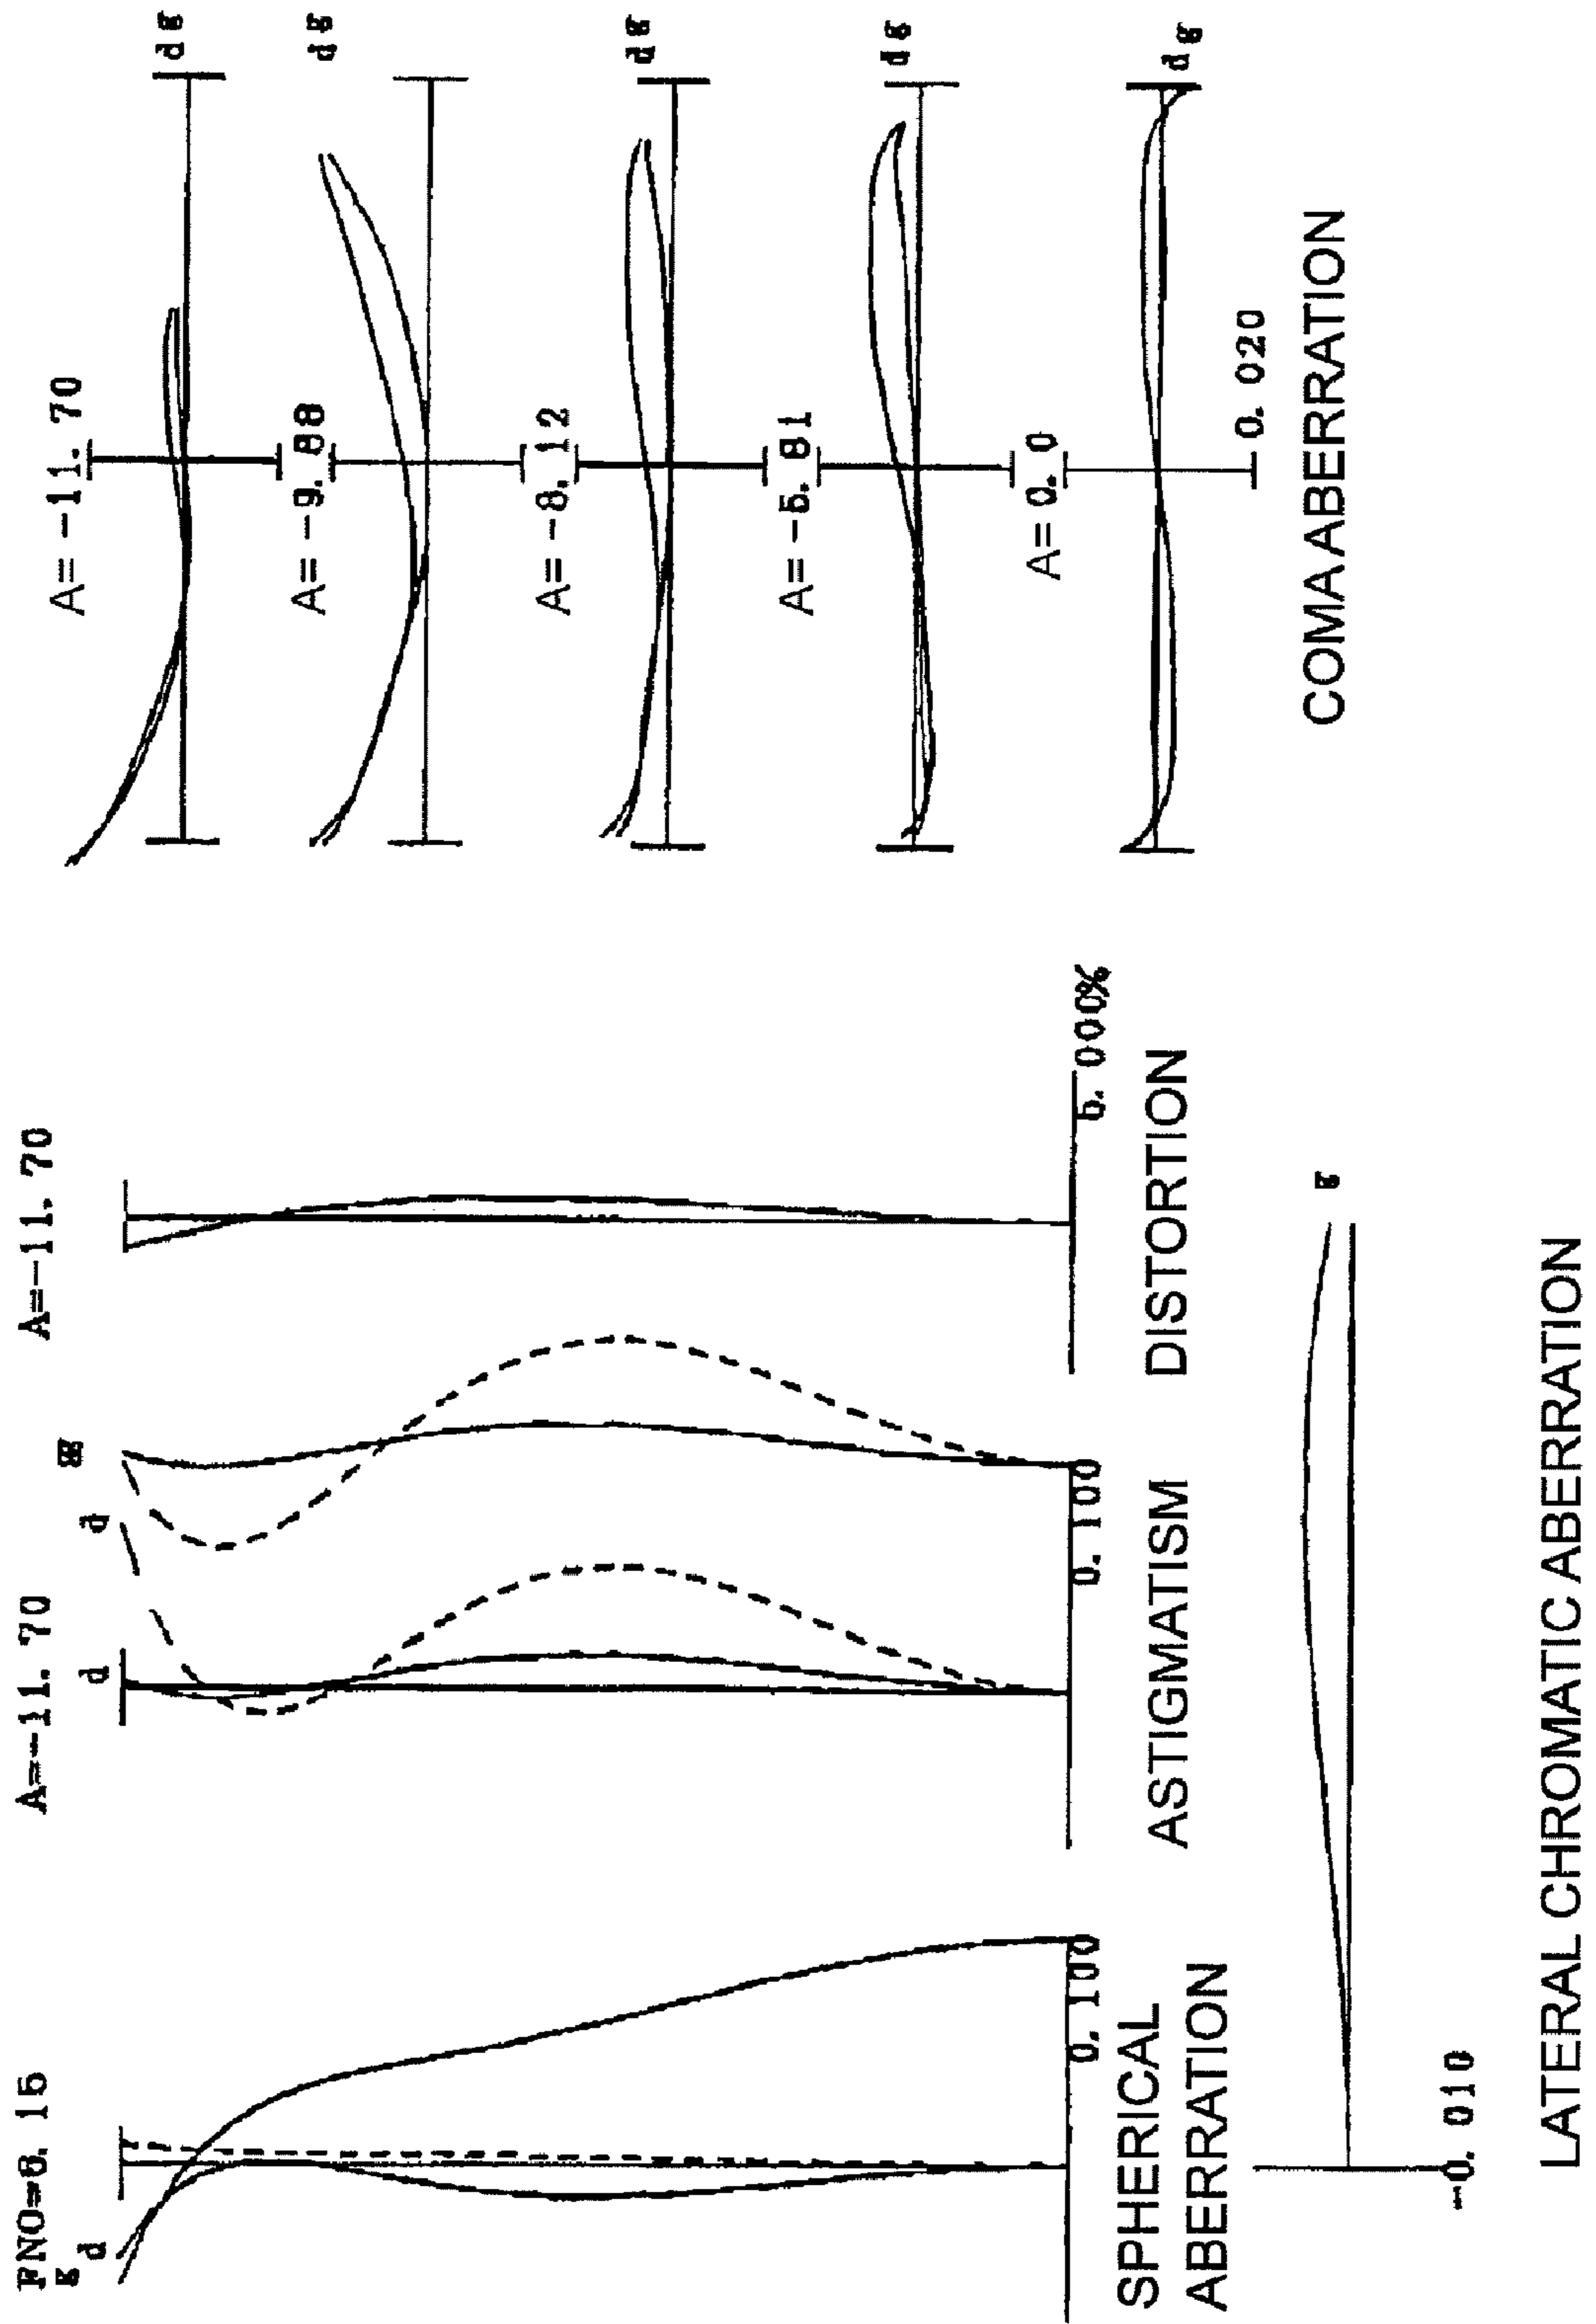 FNO=6. 15
g
d
0. 100
SPHERICAL
ABERRATION
A=-11. 70
d
d
g
g
0. 100
ASTIGMATISM
A=-11. 70
5. 000%
DISTORTION
g
-0. 010
LATERAL CHROMATIC ABERRATION
A= -11. 70
d g
A= -9. 88
d g
A= -8. 12
d g
A= -5. 81
d g
A= 0. 0
d g
0. 020
COMA ABERRATION